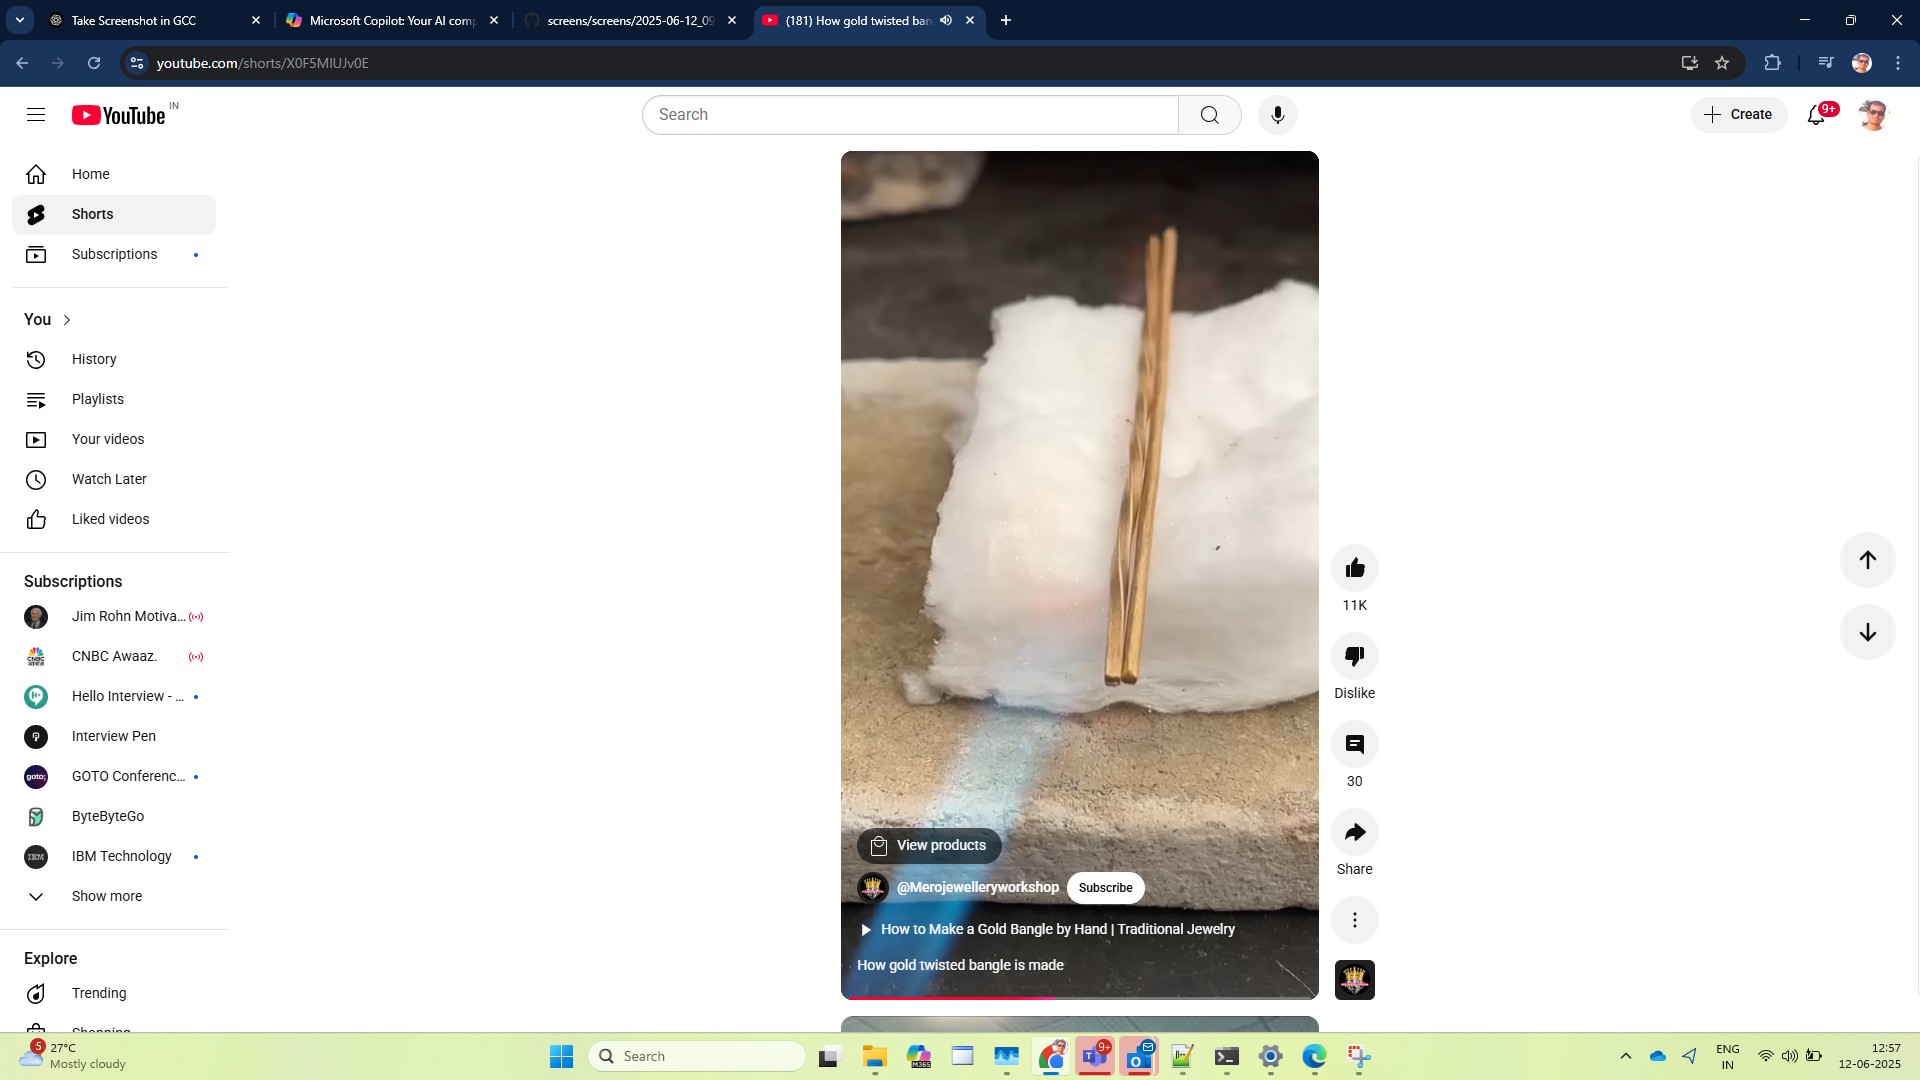 Take Screenshot in GCC
Microsoft Copilot: Your AI comp
screens/screens/2025-06-12_09
(181) How gold twisted ban
youtube.com/shorts/X0F5MIUJv0E
YouTube IN
Search
Create
9+
Home
Shorts
Subscriptions
You
History
Playlists
Your videos
Watch Later
Liked videos
Subscriptions
Jim Rohn Motiva...
CNBC Awaaz.
Hello Interview - ...
Interview Pen
GOTO Conferenc...
ByteByteGo
IBM Technology
Show more
Explore
Trending
Shopping
View products
@Merojewelleryworkshop Subscribe
How to Make a Gold Bangle by Hand | Traditional Jewelry
How gold twisted bangle is made
11K
Dislike
30
Share
5
27°C
Mostly cloudy
Search
M365
9+
ENG
IN
12:57
12-06-2025